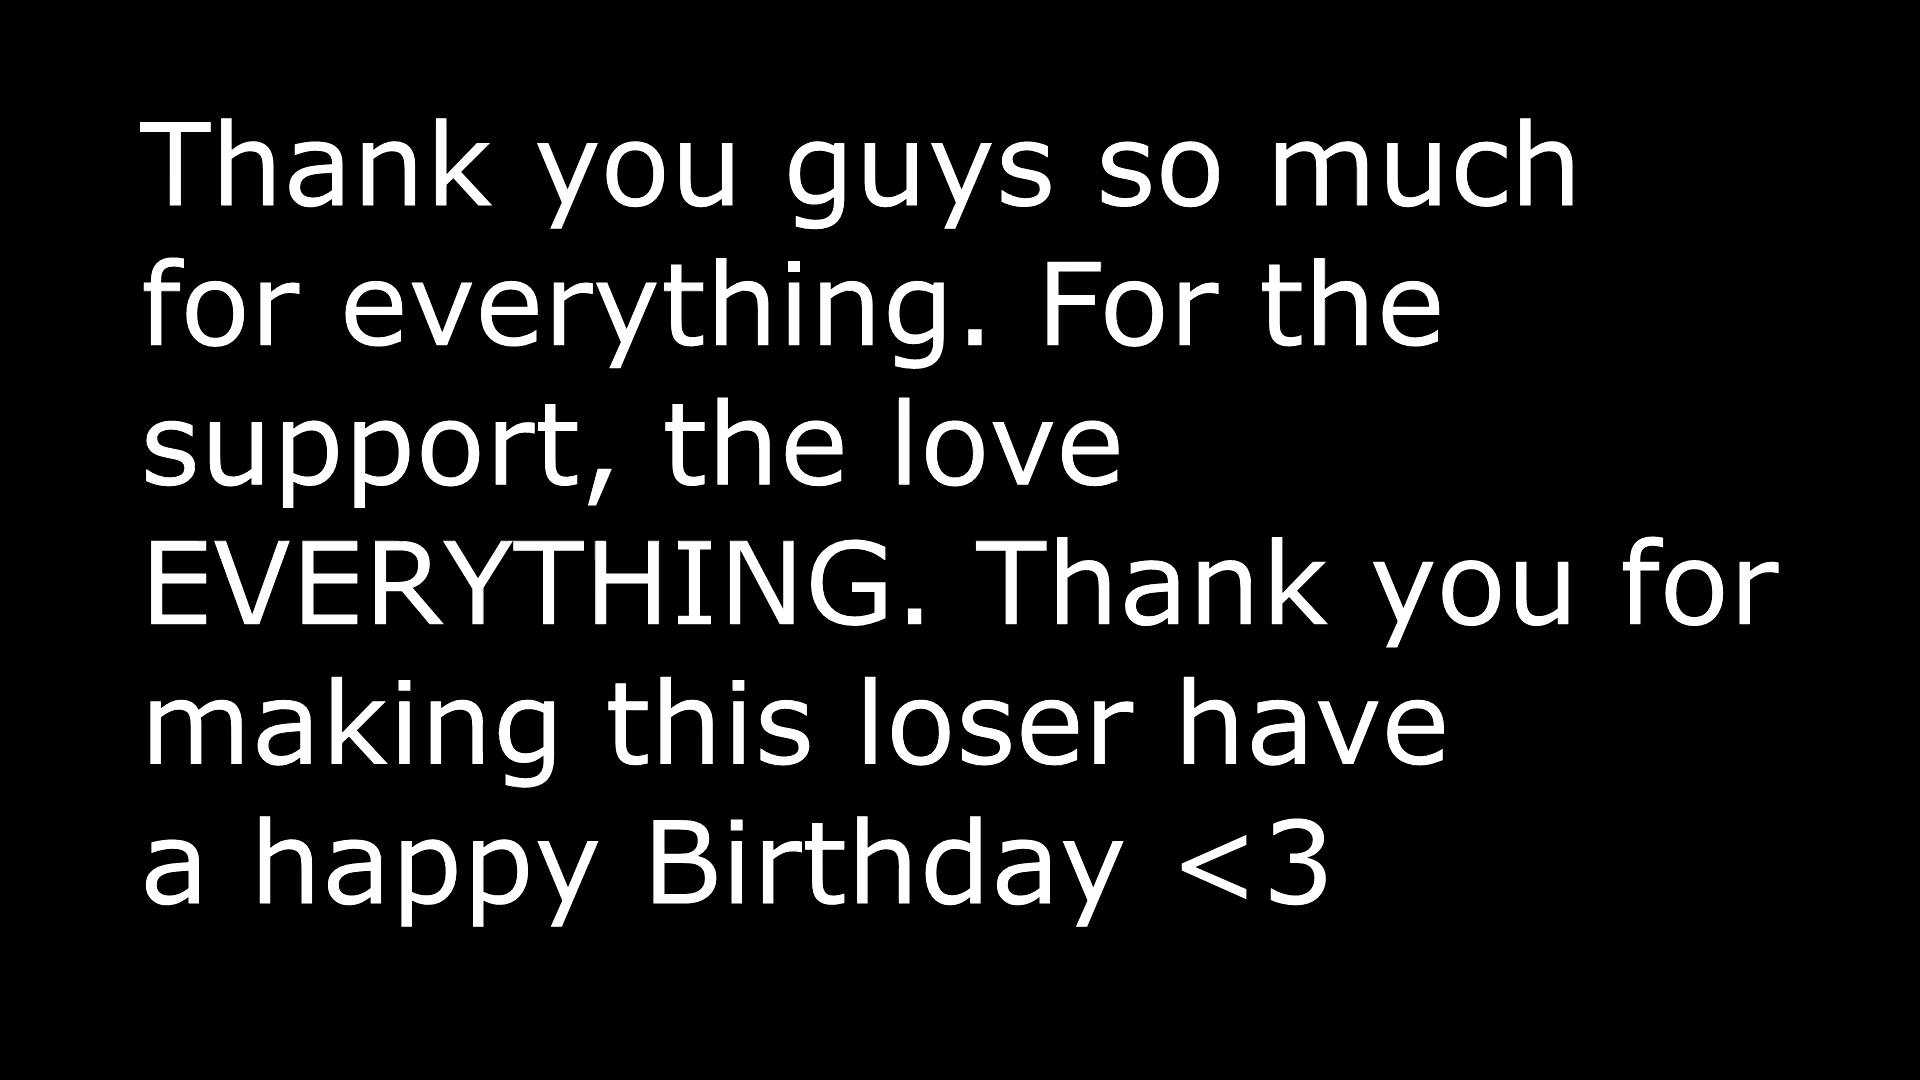 Thank you guys so much
for everything. For the
support, the love
EVERYTHING. Thank you for
making this loser have
a happy Birthday <3